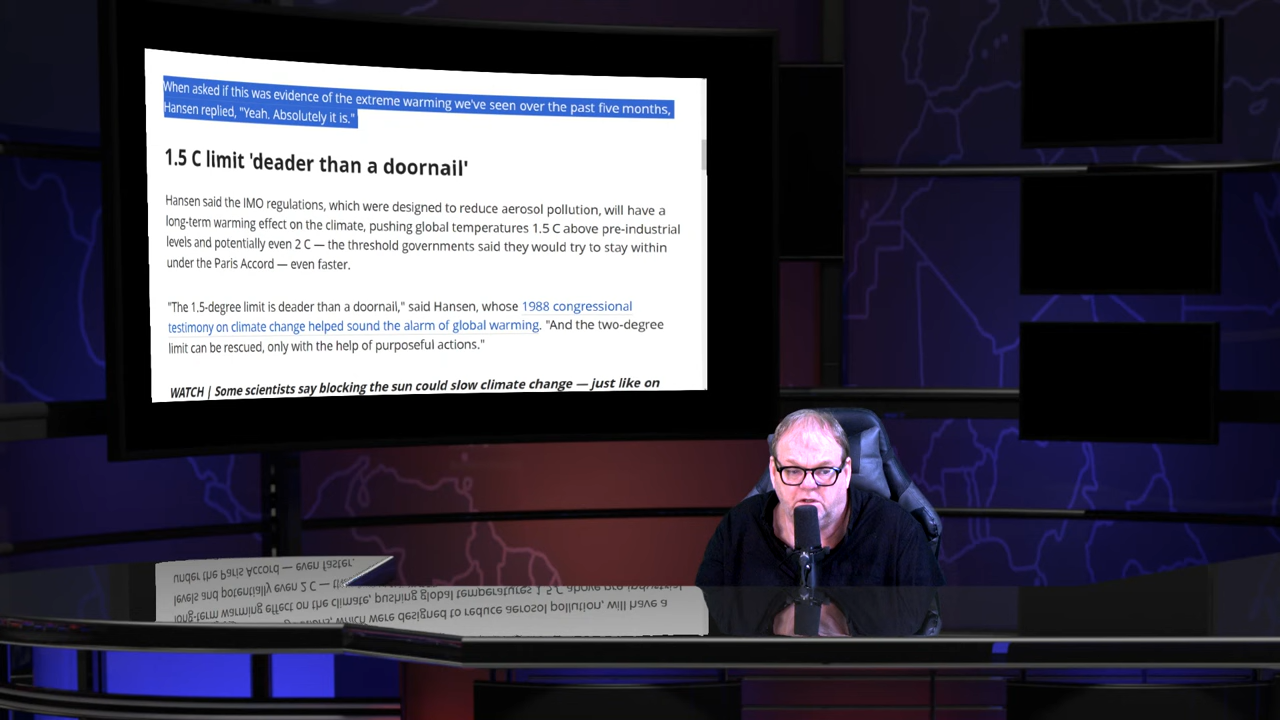 When asked if this was evidence of the extreme warming we've seen over the past five months,
Hansen replied, "Yeah. Absolutely it is."
1.5 C limit 'deader than a doornail'
Hansen said the IMO regulations, which were designed to reduce aerosol pollution, will have a
long-term warming effect on the climate, pushing global temperatures 1.5 C above pre-industrial
levels and potentially even 2 C — the threshold governments said they would try to stay within
under the Paris Accord — even faster.
"The 1.5-degree limit is deader than a doornail," said Hansen, whose 1988 congressional
testimony on climate change helped sound the alarm of global warming. "And the two-degree
limit can be rescued, only with the help of purposeful actions."
WATCH | Some scientists say blocking the sun could slow climate change — just like on